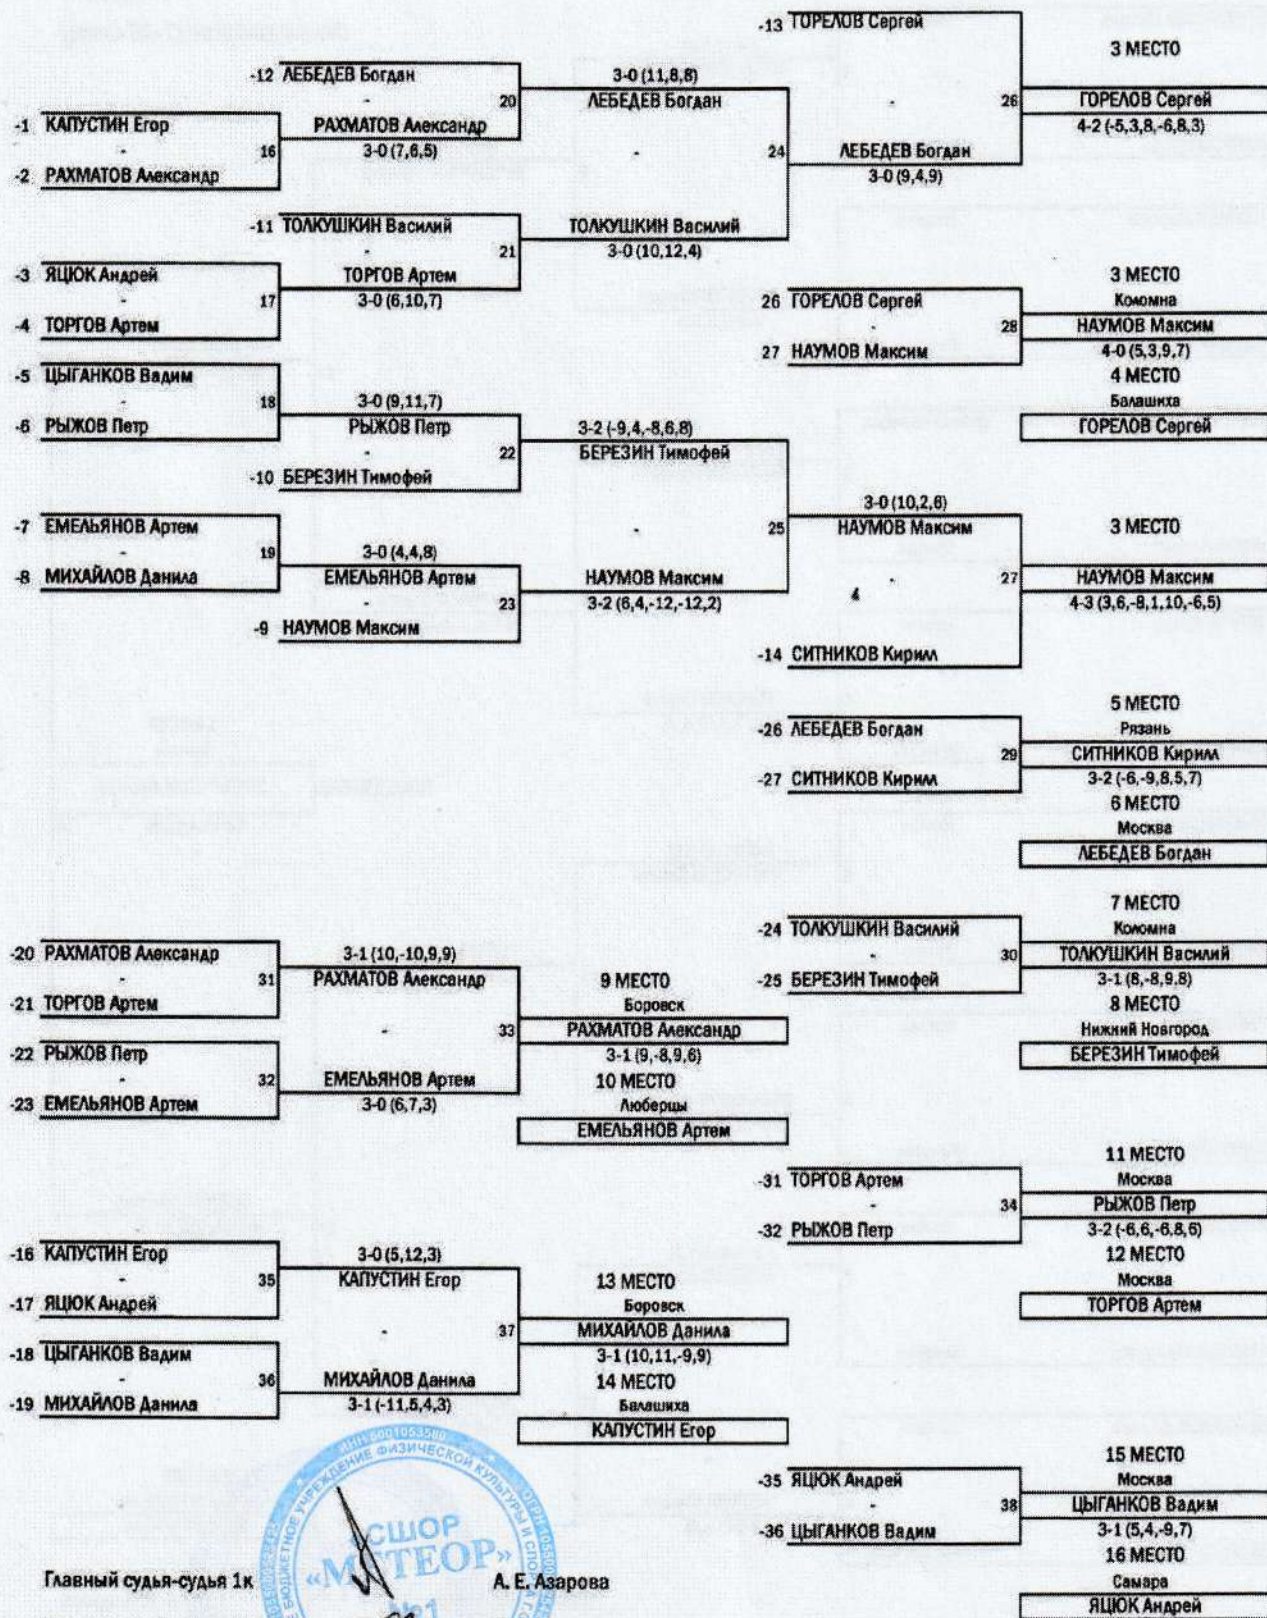 -13 ГОРЕЛОВ Сергей
3 МЕСТО
-12 ЛЕБЕДЕВ Богдан
3-0 (11,8,8)
20
ЛЕБЕДЕВ Богдан
26
ГОРЕЛОВ Сергей
-1 КАПУСТИН Егор
РАХМАТОВ Александр
4-2 (-5,3,8,-6,8,3)
16
3-0 (7,6,5)
24
ЛЕБЕДЕВ Богдан
-2 РАХМАТОВ Александр
3-0 (9,4,9)
-11 ТОЛКУШКИН Василий
ТОЛКУШКИН Василий
21
3-0 (10,12,4)
-3 ЯЦЮК Андрей
ТОРГОВ Артем
3 МЕСТО
17
3-0 (6,10,7)
26 ГОРЕЛОВ Сергей
Коломна
-4 ТОРГОВ Артем
28
НАУМОВ Максим
27 НАУМОВ Максим
4-0 (5,3,9,7)
-5 ЦЫГАНКОВ Вадим
4 МЕСТО
18
3-0 (9,11,7)
Балашиха
-6 РЫЖОВ Петр
РЫЖОВ Петр
3-2 (-9,4,-8,6,8)
ГОРЕЛОВ Сергей
22
БЕРЕЗИН Тимофей
-10 БЕРЕЗИН Тимофей
3-0 (10,2,6)
-7 ЕМЕЛЬЯНОВ Артем
25
НАУМОВ Максим
3 МЕСТО
19
3-0 (4,4,8)
-8 МИХАЙЛОВ Данила
ЕМЕЛЬЯНОВ Артем
НАУМОВ Максим
27
НАУМОВ Максим
23
3-2 (6,4,-12,-12,2)
4-3 (3,6,-8,1,10,-6,5)
-9 НАУМОВ Максим
-14 СИТНИКОВ Кирилл
5 МЕСТО
-26 ЛЕБЕДЕВ Богдан
Рязань
29
СИТНИКОВ Кирилл
-27 СИТНИКОВ Кирилл
3-2 (-6,-9,8,5,7)
6 МЕСТО
Москва
ЛЕБЕДЕВ Богдан
7 МЕСТО
-24 ТОЛКУШКИН Василий
Коломна
-20 РАХМАТОВ Александр
3-1 (10,-10,9,9)
30
ТОЛКУШКИН Василий
31
РАХМАТОВ Александр
9 МЕСТО
-25 БЕРЕЗИН Тимофей
3-1 (8,-8,9,8)
-21 ТОРГОВ Артем
Боровск
8 МЕСТО
33
РАХМАТОВ Александр
Нижний Новгород
-22 РЫЖОВ Петр
3-1 (9,-8,9,6)
БЕРЕЗИН Тимофей
32
ЕМЕЛЬЯНОВ Артем
10 МЕСТО
-23 ЕМЕЛЬЯНОВ Артем
3-0 (6,7,3)
Люберцы
ЕМЕЛЬЯНОВ Артем
11 МЕСТО
-31 ТОРГОВ Артем
Москва
34
РЫЖОВ Петр
-32 РЫЖОВ Петр
3-2 (-6,6,-6,8,6)
-16 КАПУСТИН Егор
3-0 (5,12,3)
12 МЕСТО
35
КАПУСТИН Егор
13 МЕСТО
Москва
-17 ЯЦЮК Андрей
Боровск
ТОРГОВ Артем
37
МИХАЙЛОВ Данила
-18 ЦЫГАНКОВ Вадим
3-1 (10,11,-9,9)
36
МИХАЙЛОВ Данила
14 МЕСТО
-19 МИХАЙЛОВ Данила
3-1 (-11,5,4,3)
Балашиха
КАПУСТИН Егор
15 МЕСТО
-35 ЯЦЮК Андрей
Москва
38
ЦЫГАНКОВ Вадим
-36 ЦЫГАНКОВ Вадим
3-1 (5,4,-9,7)
16 МЕСТО
Главный судья-судья 1к
А. Е. Азарова
Самара
ЯЦЮК Андрей
ИНН 5001053580
УЧРЕЖДЕНИЕ ФИЗИЧЕСКОЙ КУЛЬТУРЫ И
СШОР
«МЕТЕОР»
№1